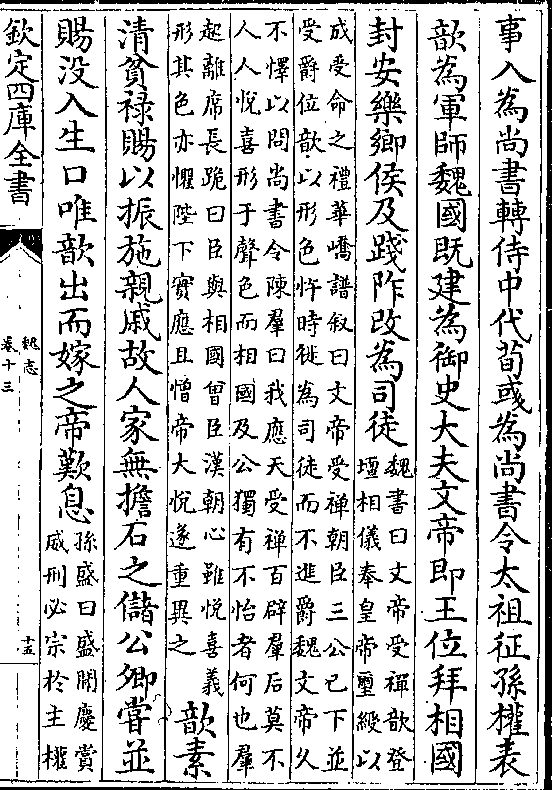 事入為尚書轉侍中代荀彧為尚書令太祖征孫權表
歆為軍師魏國既建為御史大夫文帝即王位拜相國
封安樂鄉侯及踐阼改為司徒
魏書曰文帝受禪歆登
壇相儀奉皇帝璽綬以
成受命之禮華嶠譜叙曰文帝受禪朝臣三公已下並
受爵位歆以形色忤時徙為司徒而不進爵魏文帝久
不懌以問尚書令陳羣曰我應天受禪百辟羣后莫不
人人悅喜形于聲色而相國及公獨有不怡者何也羣
起離席長跪曰臣與相國曾臣漢朝心雖悅喜義
形其色亦懼陛下實應且憎帝大悅遂重異之
歆素
清貧祿賜以振施親戚故人家無擔石之儲公卿嘗並
賜没入生口唯歆出而嫁之帝歎息
孫盛曰盛聞慶賞
威刑必宗於主權
欽定四庫全書
魏志
卷十三
十五